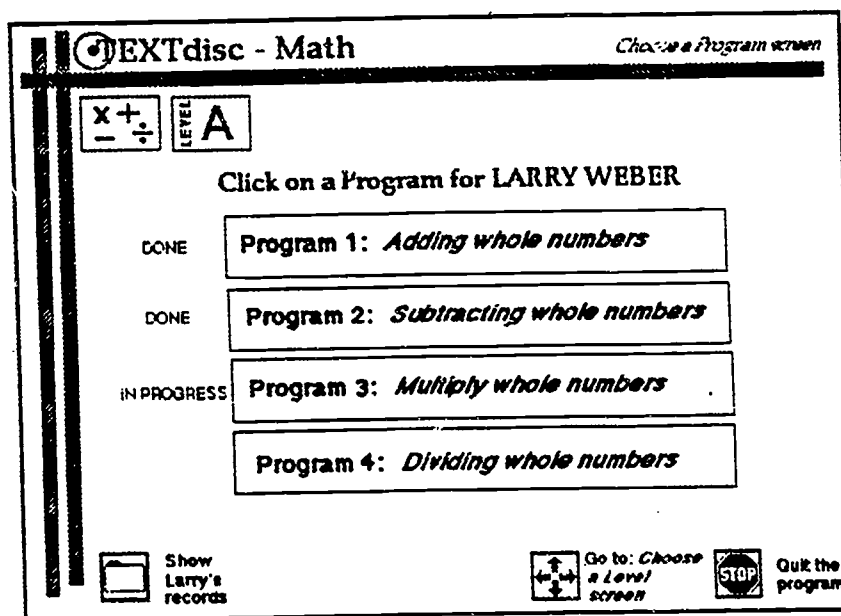 TEXTdisc - Math
Choose a Program screen
x + - ÷
LEVEL A
Click on a Program for LARRY WEBER
DONE
Program 1: Adding whole numbers
DONE
Program 2: Subtracting whole numbers
IN PROGRESS
Program 3: Multiply whole numbers
Program 4: Dividing whole numbers
Show
Larry's
records
Go to: Choose
a Level
screen
STOP
Quit the
program